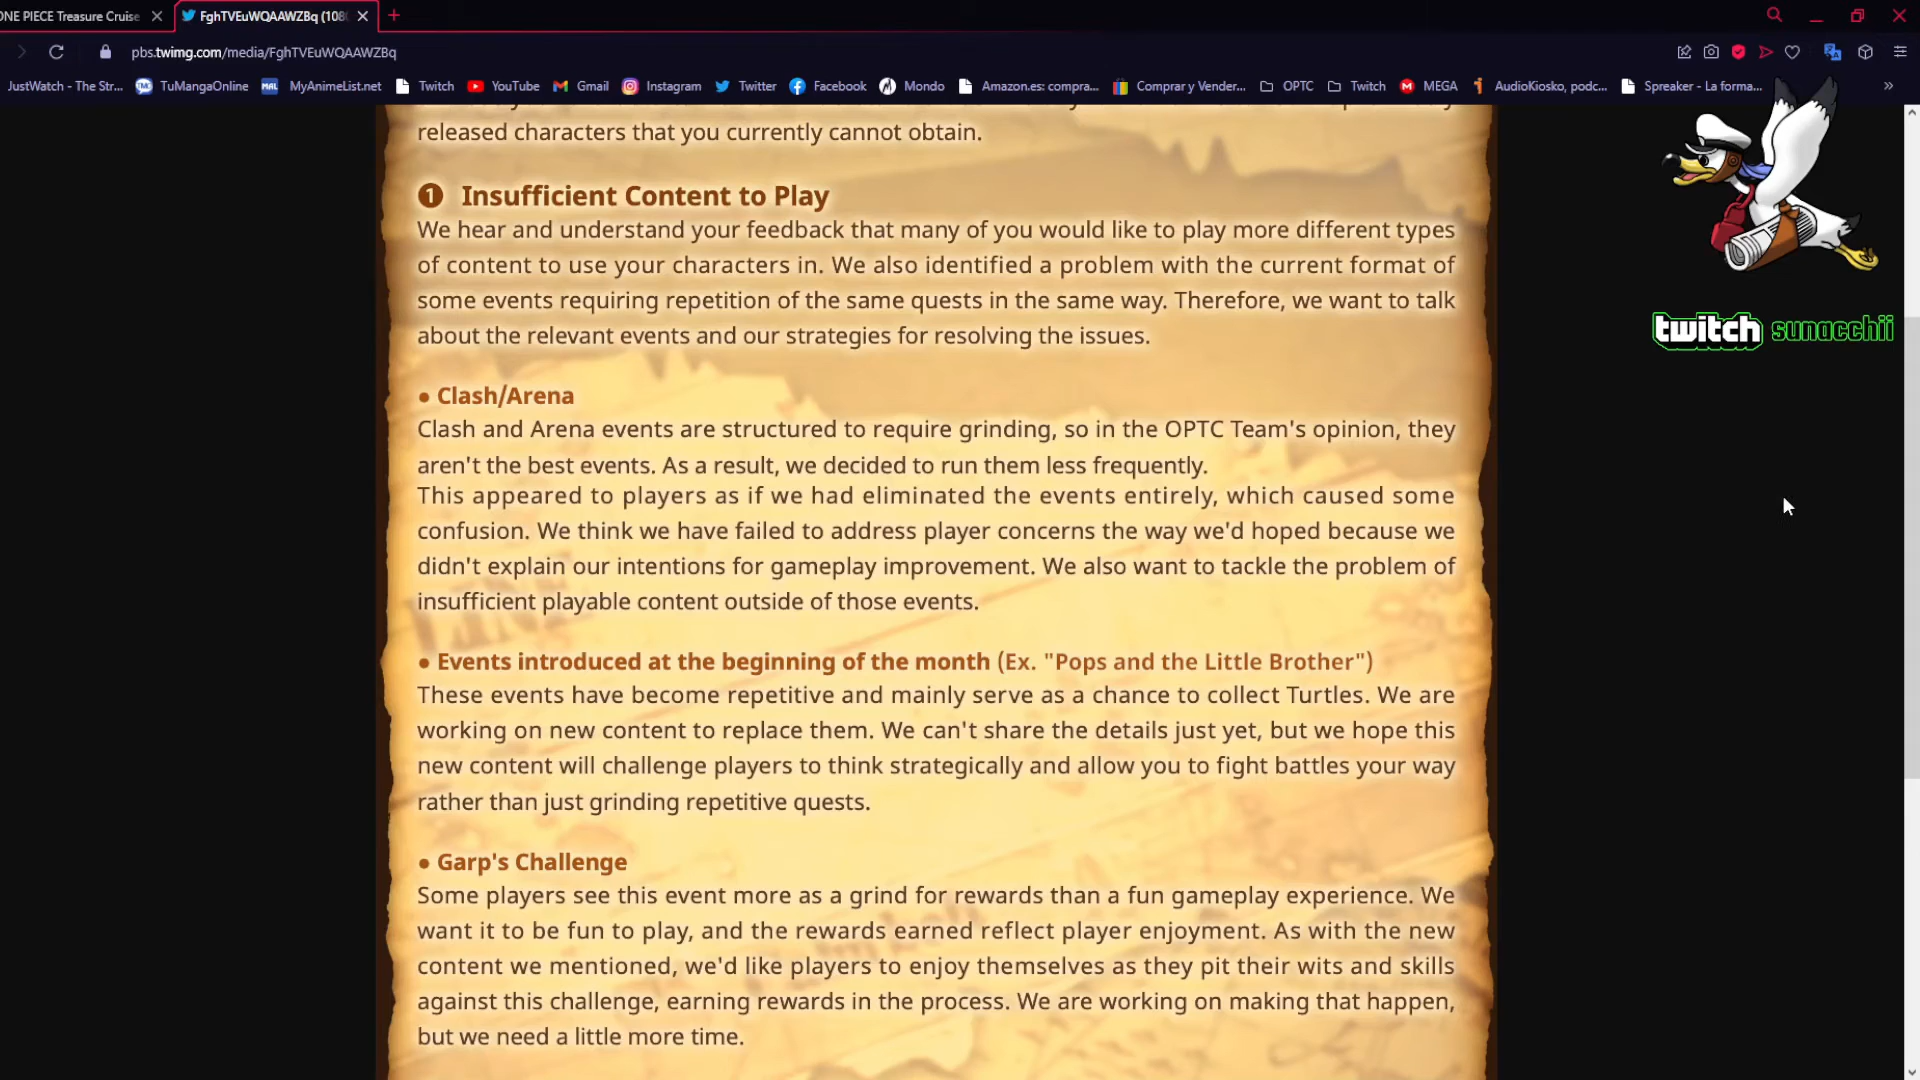 ONE PIECE Treasure Cruise
FghTVEuWQAAWZBq (108
pbs.twimg.com/media/FghTVEuWQAAWZBq
JustWatch - The Str... TuMangaOnline MyAnimeList.net Twitch YouTube Gmail Instagram Twitter Facebook Mondo Amazon.es: compra... Comprar y Vender... OPTC Twitch MEGA AudioKiosko, podc... Spreaker - La forma... »
released characters that you currently cannot obtain.
1 Insufficient Content to Play
We hear and understand your feedback that many of you would like to play more different types
of content to use your characters in. We also identified a problem with the current format of
some events requiring repetition of the same quests in the same way. Therefore, we want to talk
about the relevant events and our strategies for resolving the issues.
• Clash/Arena
Clash and Arena events are structured to require grinding, so in the OPTC Team's opinion, they
aren't the best events. As a result, we decided to run them less frequently.
This appeared to players as if we had eliminated the events entirely, which caused some
confusion. We think we have failed to address player concerns the way we'd hoped because we
didn't explain our intentions for gameplay improvement. We also want to tackle the problem of
insufficient playable content outside of those events.
• Events introduced at the beginning of the month (Ex. "Pops and the Little Brother")
These events have become repetitive and mainly serve as a chance to collect Turtles. We are
working on new content to replace them. We can't share the details just yet, but we hope this
new content will challenge players to think strategically and allow you to fight battles your way
rather than just grinding repetitive quests.
• Garp's Challenge
Some players see this event more as a grind for rewards than a fun gameplay experience. We
want it to be fun to play, and the rewards earned reflect player enjoyment. As with the new
content we mentioned, we'd like players to enjoy themselves as they pit their wits and skills
against this challenge, earning rewards in the process. We are working on making that happen,
but we need a little more time.
twitch sunacchii